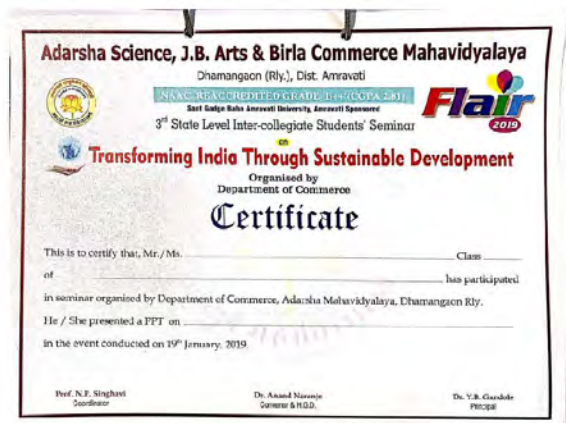 Adarsha Science, J.B. Arts & Birla Commerce Mahavidyalaya
Dhamangaon (Rly.), Dist. Amravati
NAAC REACCREDITED GRADE B++ (CGPA 2.81)
Sant Gadge Baba Amravati University, Amravati Sponsored
3rd State Level Inter-collegiate Students' Seminar
Flair
2019
on
Transforming India Through Sustainable Development
Organised by
Department of Commerce
Certificate
This is to certify that, Mr./Ms. Class
of has participated
in seminar organised by Department of Commerce, Adarsha Mahavidyalaya, Dhamangaon Rly.
He / She presented a PPT on
in the event conducted on 19th January, 2019.
Prof. N.P. Singhavi Dr. Anand Naranje Dr. Y.B. Gandole
Coordinator Convenor & H.O.D. Principal